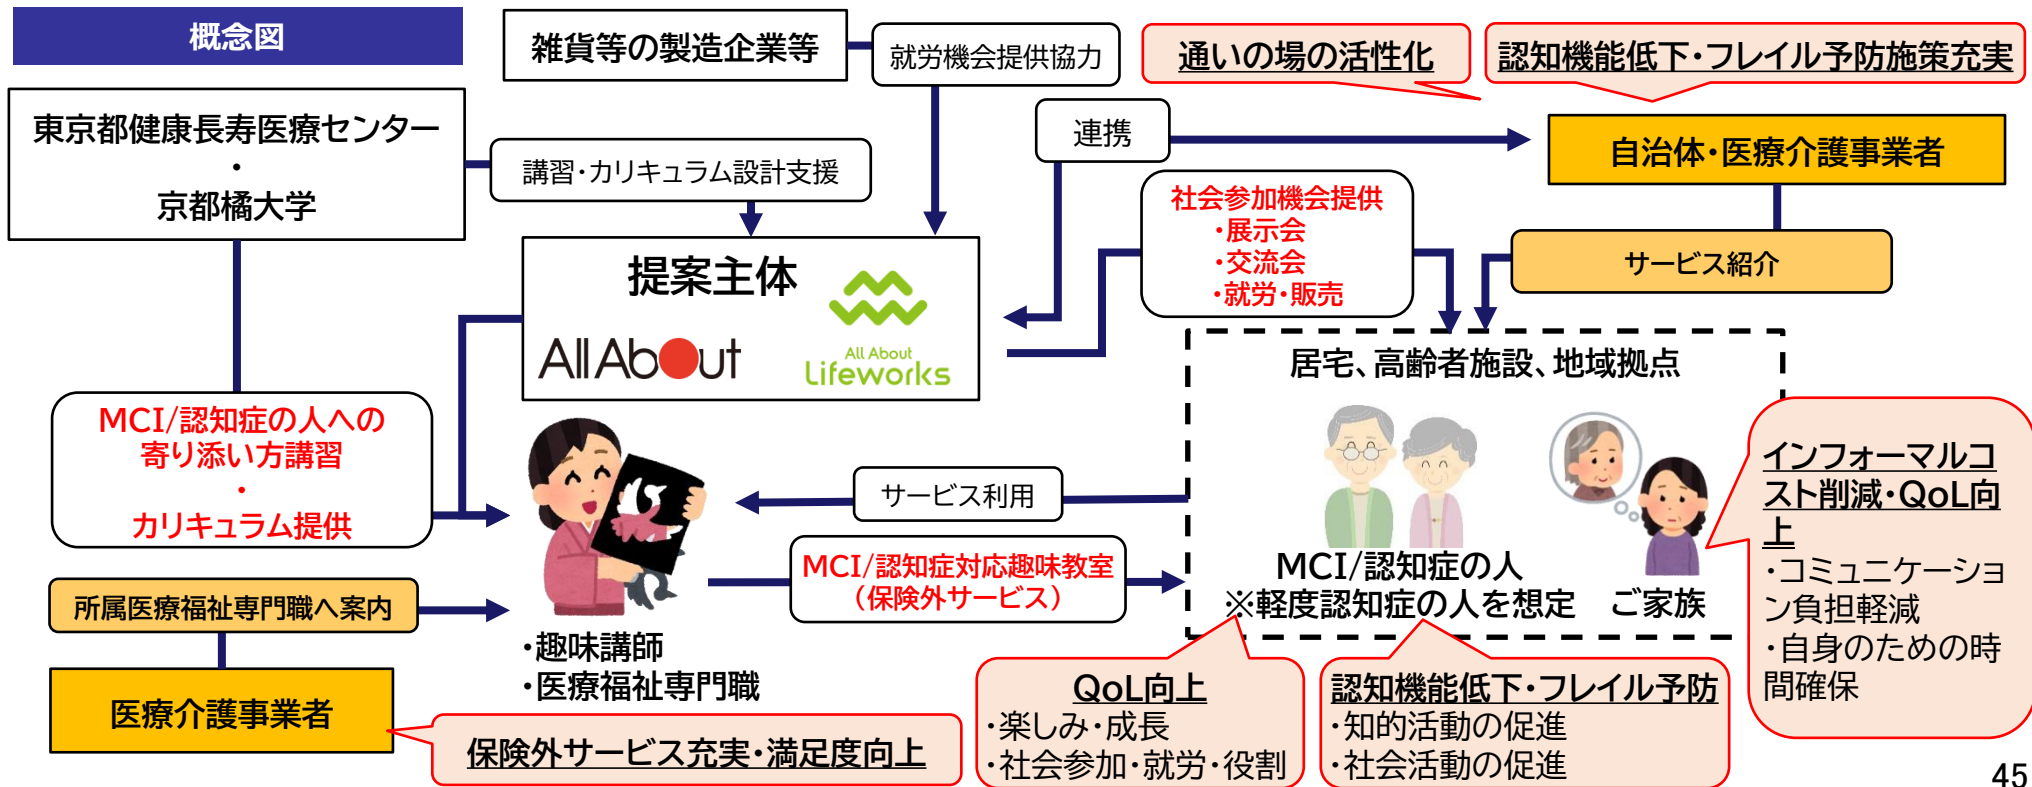 概念図
雑貨等の製造企業等
就労機会提供協力
通いの場の活性化
認知機能低下・フレイル予防施策充実
東京都健康長寿医療センター
・
京都橘大学
講習・カリキュラム設計支援
連携
自治体・医療介護事業者
社会参加機会提供
・展示会
・交流会
・就労・販売
サービス紹介
提案主体
All About
All About
Lifeworks
居宅、高齢者施設、地域拠点
MCI/認知症の人への
寄り添い方講習
・
カリキュラム提供
サービス利用
MCI/認知症対応趣味教室
（保険外サービス）
MCI/認知症の人
※軽度認知症の人を想定
ご家族
インフォーマルコ
スト削減・QoL向
上
・コミュニケーショ
ン負担軽減
・自身のための時
間確保
所属医療福祉専門職へ案内
・趣味講師
・医療福祉専門職
医療介護事業者
保険外サービス充実・満足度向上
QoL向上
・楽しみ・成長
・社会参加・就労・役割
認知機能低下・フレイル予防
・知的活動の促進
・社会活動の促進
45